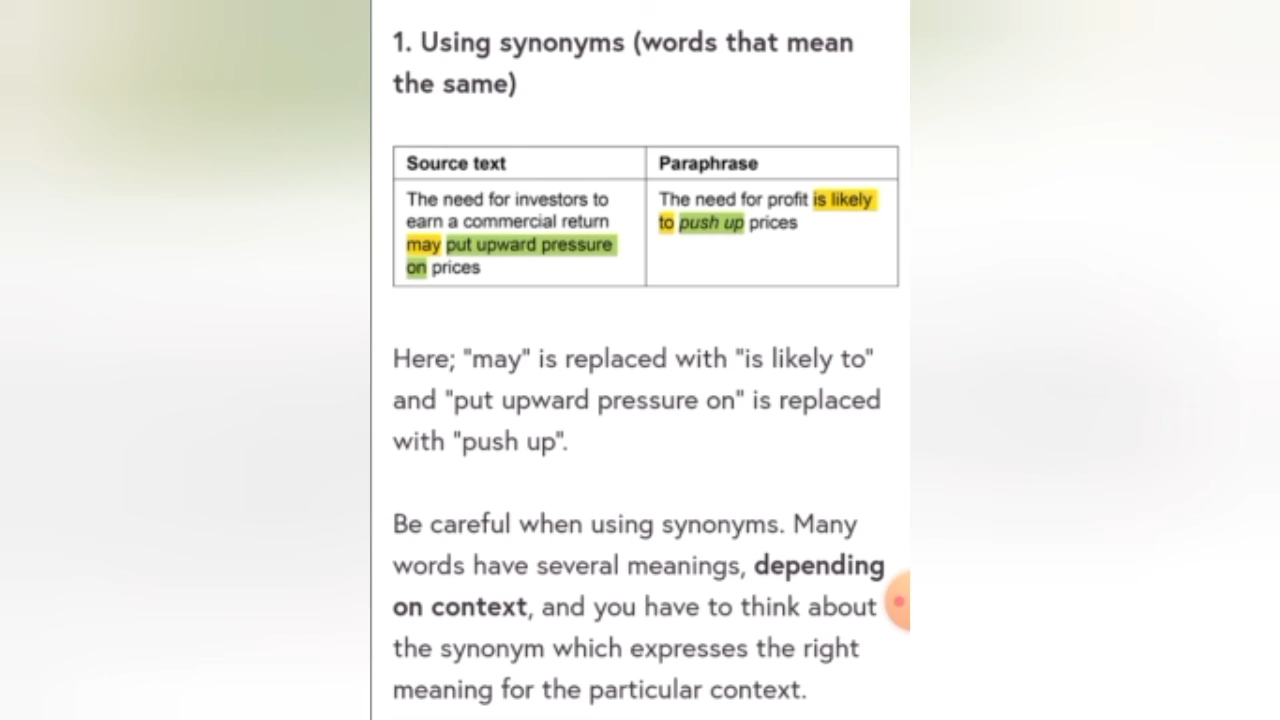 1. Using synonyms (words that mean
the same)
Source text
Paraphrase
The need for investors to
earn a commercial return
may put upward pressure
on prices
The need for profit is likely
to push up prices
Here; "may" is replaced with "is likely to"
and "put upward pressure on" is replaced
with "push up".
Be careful when using synonyms. Many
words have several meanings, depending
on context, and you have to think about
the synonym which expresses the right
meaning for the particular context.